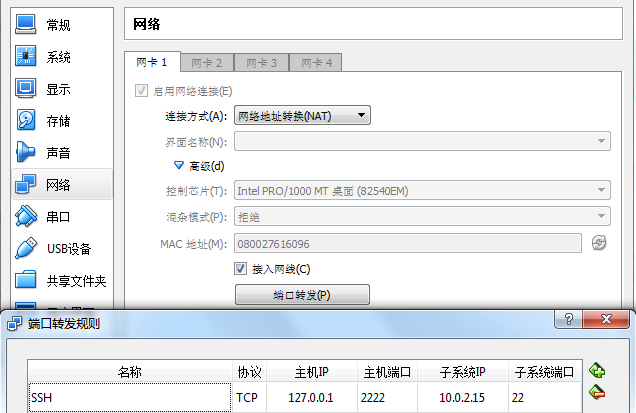 常规
系统
显示
存储
声音
网络
串口
USB设备
共享文件夹
网络
网卡 1 网卡 2 网卡 3 网卡 4
启用网络连接(E)
连接方式(A): 网络地址转换(NAT)
界面名称(N):
高级(d)
控制芯片(T): Intel PRO/1000 MT 桌面 (82540EM)
混杂模式(P): 拒绝
MAC 地址(M): 080027616096
接入网线(C)
端口转发(P)
端口转发规则
名称 协议 主机IP 主机端口 子系统IP 子系统端口
SSH TCP 127.0.0.1 2222 10.0.2.15 22